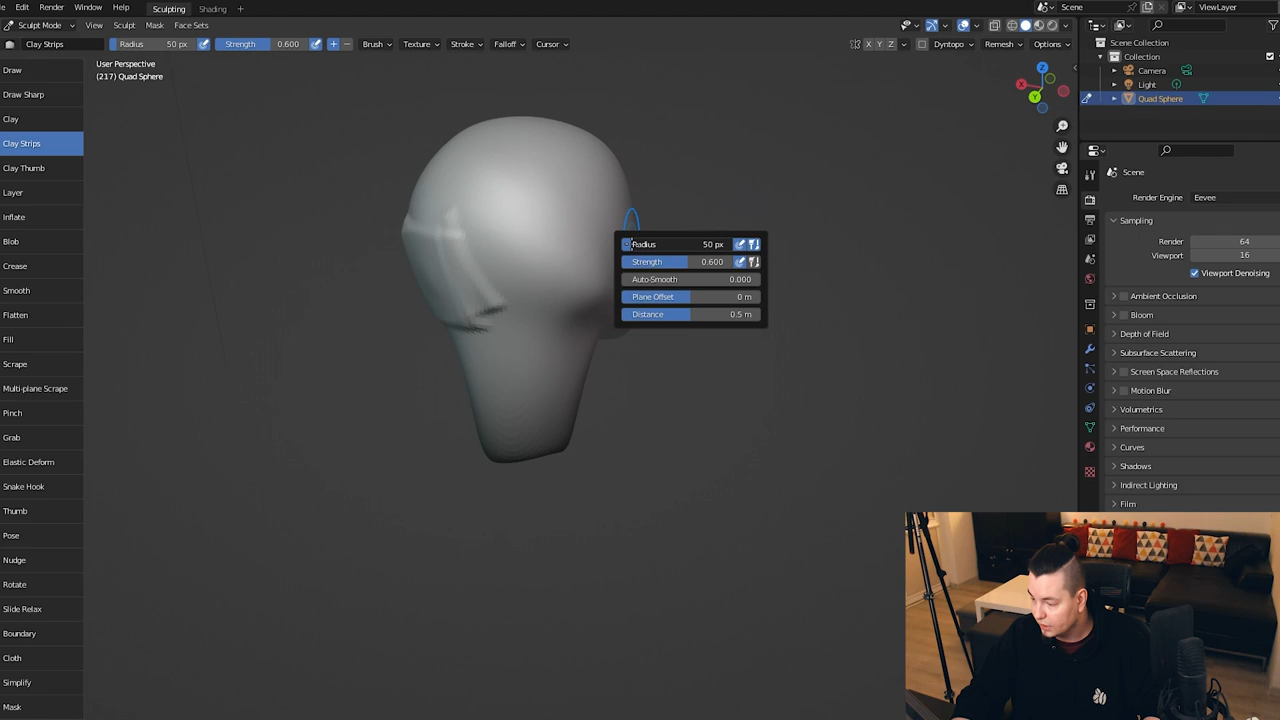 Edit Render Window Help Sculpting Shading + Scene ViewLayer
Sculpt Mode View Sculpt Mask Face Sets
Clay Strips Radius 50 px Strength 0.600 + − Brush Texture Stroke Falloff Cursor X Y Z Dyntopo Remesh Options
User Perspective
(217) Quad Sphere
Draw
Draw Sharp
Clay
Clay Strips
Clay Thumb
Layer
Inflate
Blob
Crease
Smooth
Flatten
Fill
Scrape
Multi-plane Scrape
Pinch
Grab
Elastic Deform
Snake Hook
Thumb
Pose
Nudge
Rotate
Slide Relax
Boundary
Cloth
Simplify
Mask
Z
X
Y
Radius 50 px
Strength 0.600
Auto-Smooth 0.000
Plane Offset 0 m
Distance 0.5 m
Scene Collection
Collection
Camera
Light
Quad Sphere
Scene
Render Engine Eevee
Sampling
Render 64
Viewport 16
Viewport Denoising
Ambient Occlusion
Bloom
Depth of Field
Subsurface Scattering
Screen Space Reflections
Motion Blur
Volumetrics
Performance
Curves
Shadows
Indirect Lighting
Film